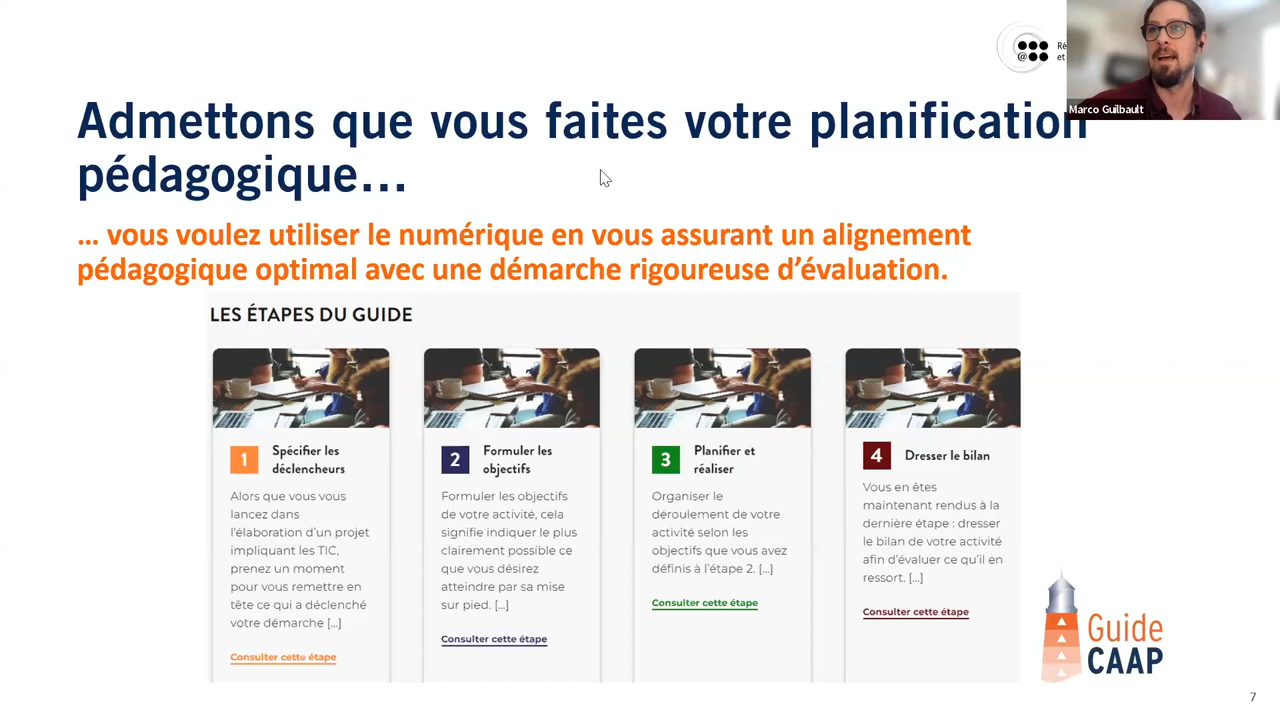 Ré
et
Marco Guilbault
Admettons que vous faites votre planification
pédagogique...
... vous voulez utiliser le numérique en vous assurant un alignement
pédagogique optimal avec une démarche rigoureuse d'évaluation.
LES ÉTAPES DU GUIDE
1
Spécifier les
déclencheurs
Alors que vous vous
lancez dans
l'élaboration d'un projet
impliquant les TIC,
prenez un moment
pour vous remettre en
tête ce qui a déclenché
votre démarche [...]
Consulter cette étape
2
Formuler les
objectifs
Formuler les objectifs
de votre activité, cela
signifie indiquer le plus
clairement possible ce
que vous désirez
atteindre par sa mise
sur pied. [...]
Consulter cette étape
3
Planifier et
réaliser
Organiser le
déroulement de votre
activité selon les
objectifs que vous avez
définis à l'étape 2. [...]
Consulter cette étape
4
Dresser le bilan
Vous en êtes
maintenant rendus à la
dernière étape : dresser
le bilan de votre activité
afin d'évaluer ce qu'il en
ressort. [...]
Consulter cette étape
Guide
CAAP
7